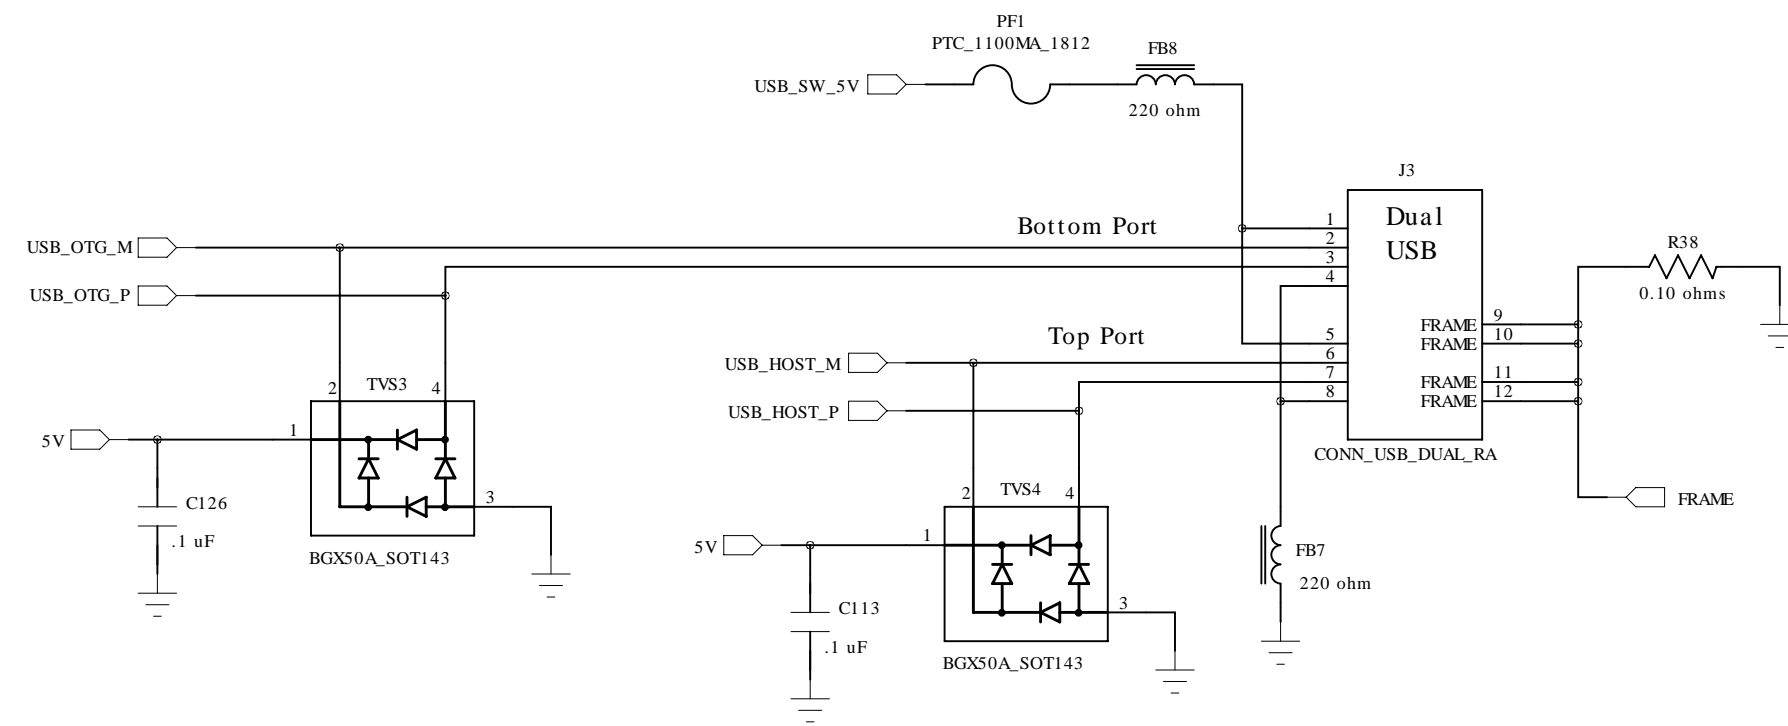 PF1
PTC_1100MA_1812
FB8
USB_SW_5V
220 ohm
J3
Dual
USB
Bottom Port
1
2
3
4
USB_OTG_M
USB_OTG_P
R38
0.10 ohms
FRAME 9
FRAME 10
FRAME 11
FRAME 12
Top Port
5
6
7
8
USB_HOST_M
USB_HOST_P
CONN_USB_DUAL_RA
FRAME
2 TVS3 4
5V
1
3
C126
.1 uF
BGX50A_SOT143
2 TVS4 4
5V
1
3
C113
.1 uF
BGX50A_SOT143
FB7
220 ohm